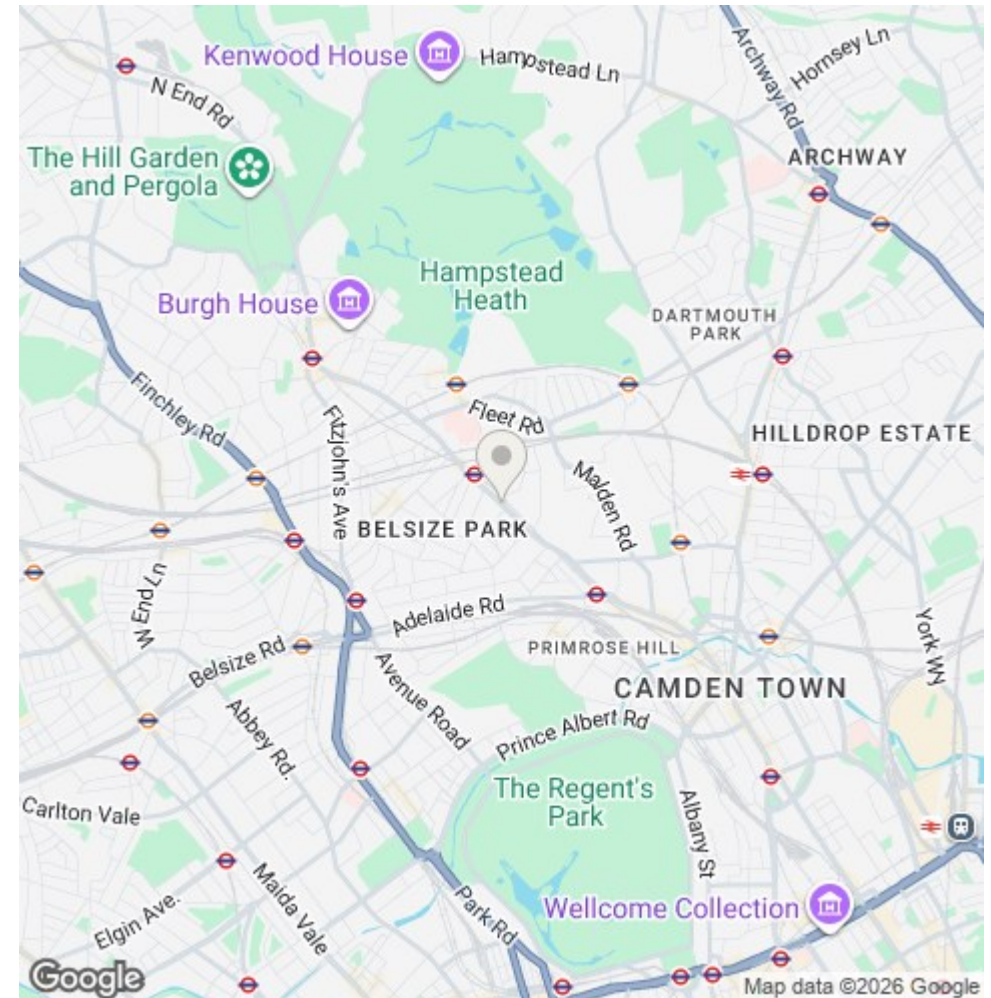 Kenwood House
Hampstead Ln
Hornsey Ln
Archway Rd
N End Rd
ARCHWAY
The Hill Garden
and Pergola
Hampstead
Heath
Burgh House
DARTMOUTH
PARK
Finchley Rd
Fitzjohn's Ave
Fleet Rd
HILLDROP ESTATE
Malden Rd
BELSIZE PARK
W End Ln
Adelaide Rd
York Wy
Belsize Rd
PRIMROSE HILL
Avenue Road
CAMDEN TOWN
Abbey Rd.
Prince Albert Rd
The Regent's
Park
Albany St
Carlton Vale
Maida Vale
Elgin Ave.
Park Rd
Wellcome Collection
Google
Map data ©2026 Google